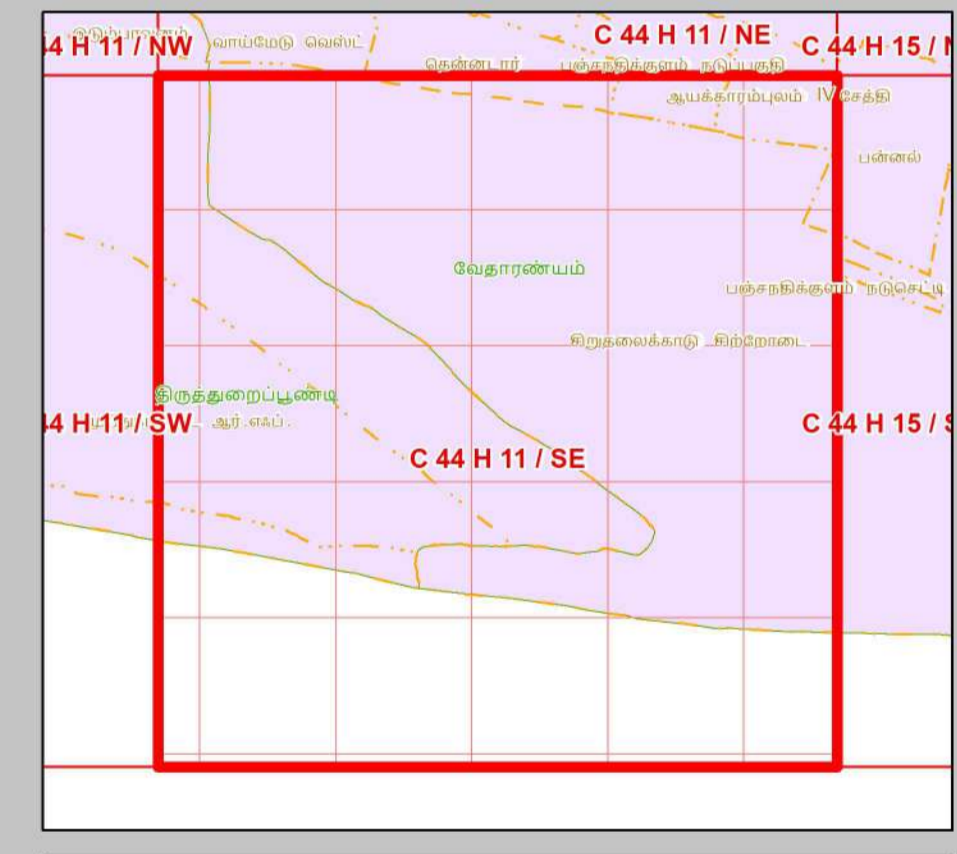 4 H 11 / NW
வாய்மேடு வெஸ்ட்
C 44 H 11 / NE
C 44 H 15 /
தென்னடார்
பஞ்சநதிக்குளம் நடுப்பகுதி
ஆயக்காரம்புலம் IV சேத்தி
பன்னல்
வேதாரண்யம்
பஞ்சநதிக்குளம் நடுசெட்டி
சிறுதலைக்காடு சிற்றோடை
திருத்துறைப்பூண்டி
4 H 11 / SW
ஆர்.எஃப்.
C 44 H 15 /
C 44 H 11 / SE